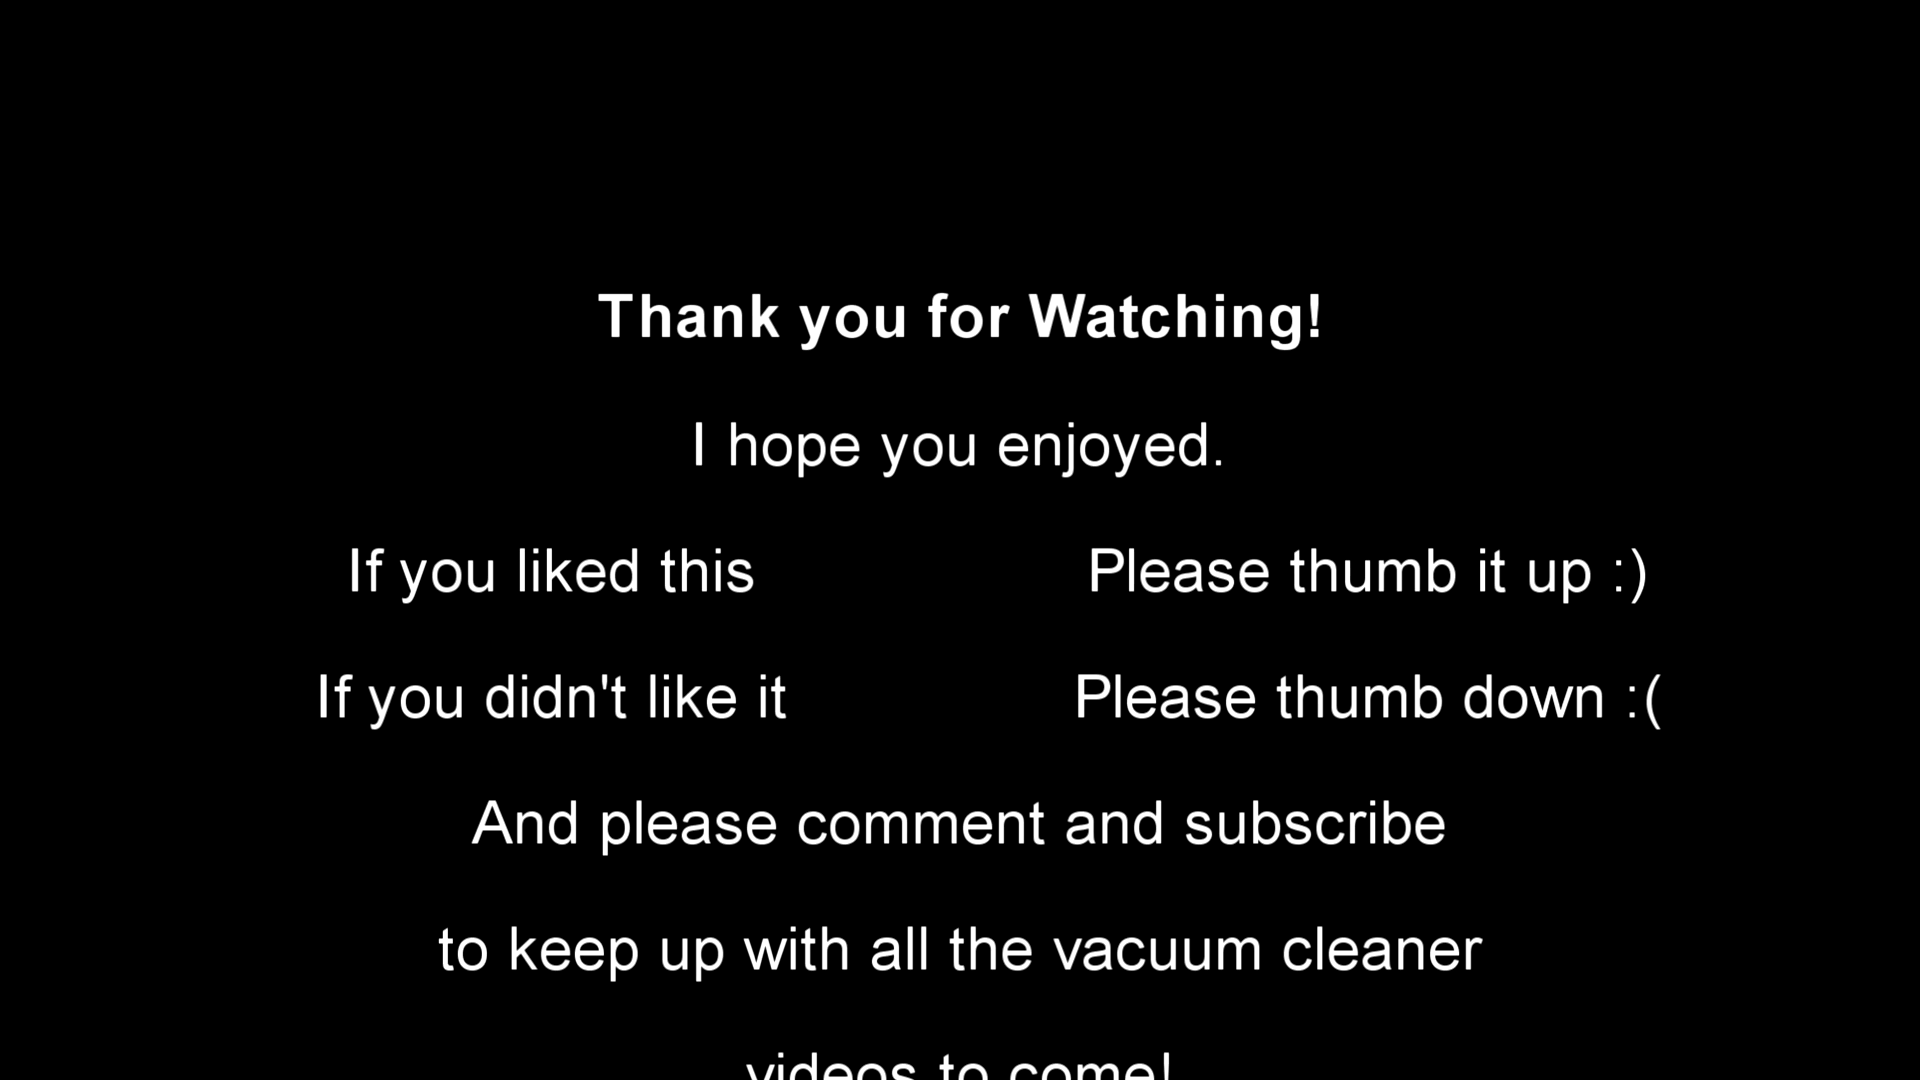 Thank you for Watching!
I hope you enjoyed.
If you liked this Please thumb it up :)
If you didn't like it Please thumb down :(
And please comment and subscribe
to keep up with all the vacuum cleaner
videos to come!